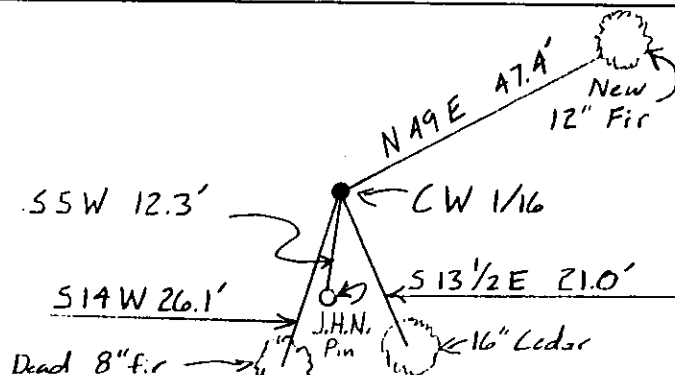 N 49 E 47.4'
New
12" Fir
S 5 W 12.3'
CW 1/16
S 14 W 26.1'
S 13 1/2 E 21.0'
J.H.N.
Pin
Dead 8" fir
16" Cedar